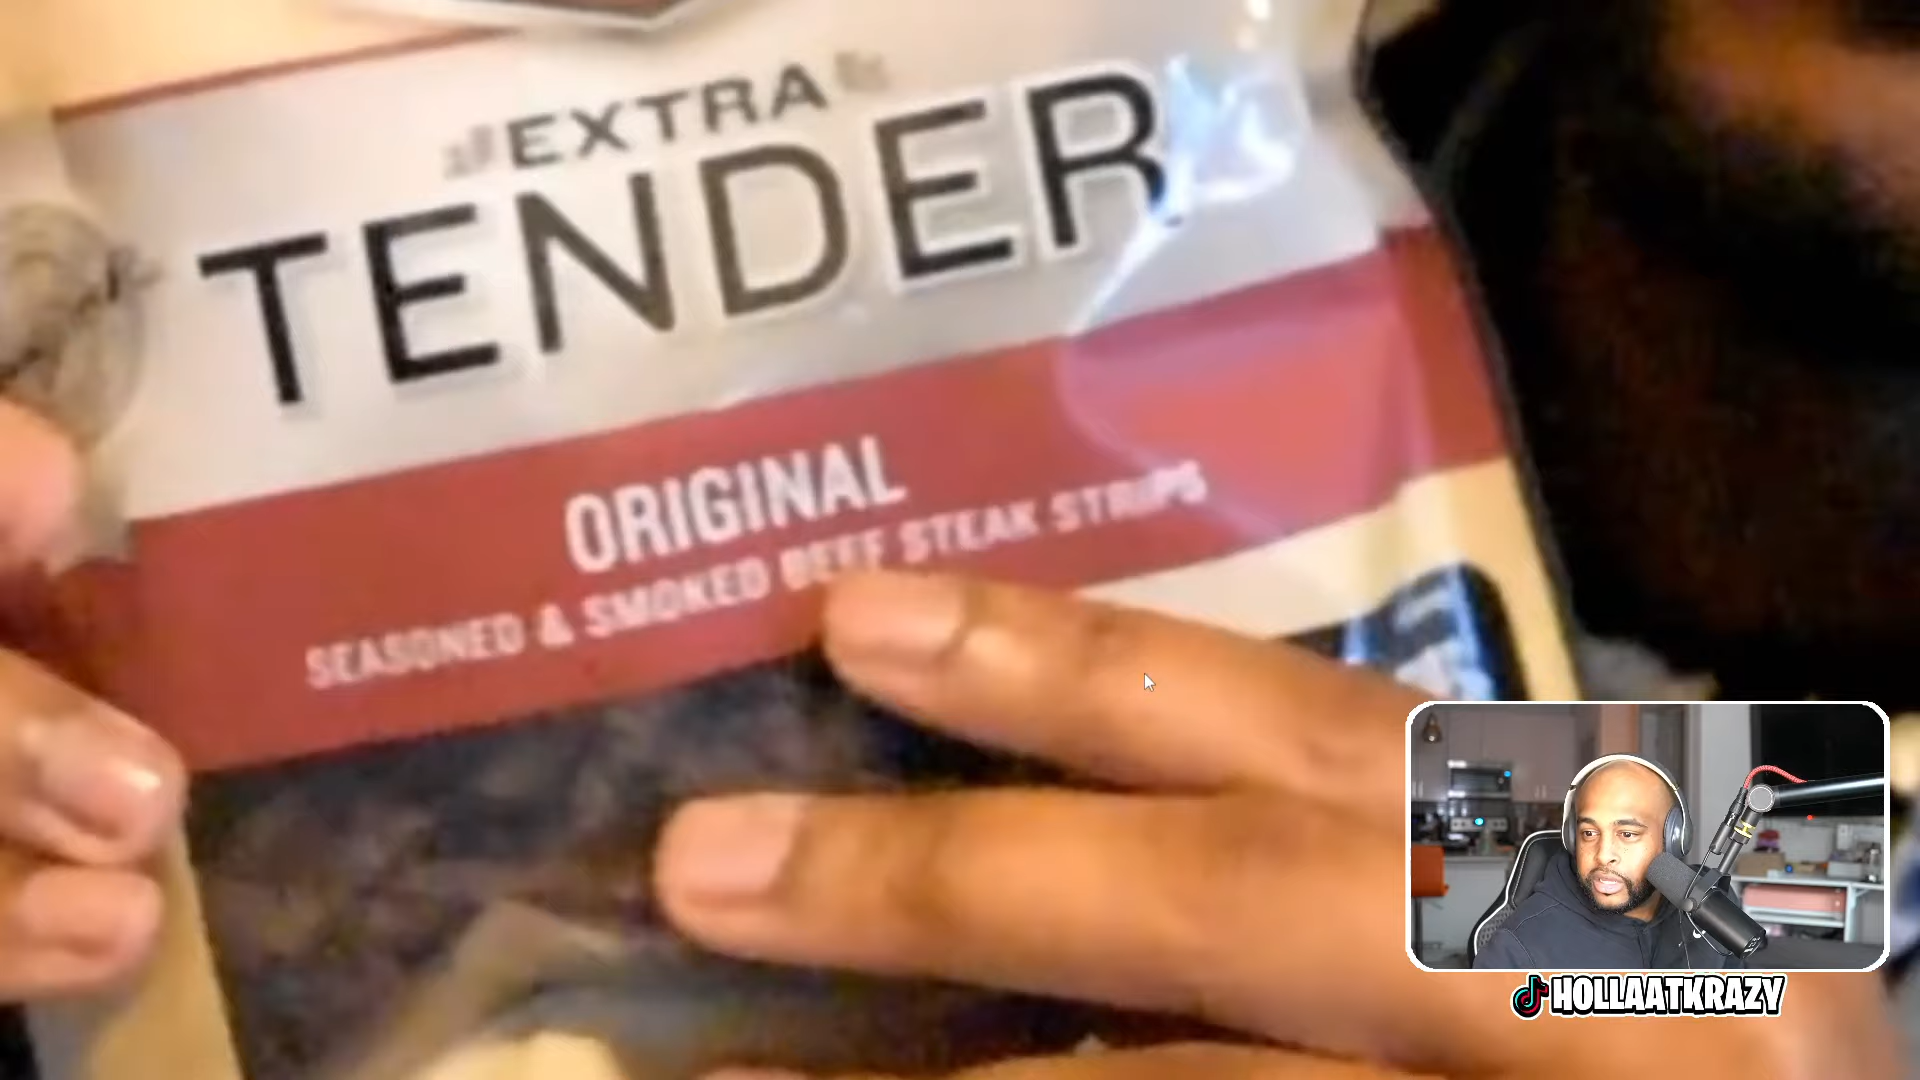 EXTRA
TENDER
ORIGINAL
SEASONED & SMOKED BEEF STEAK STRIPS
HOLLAATKRAZY